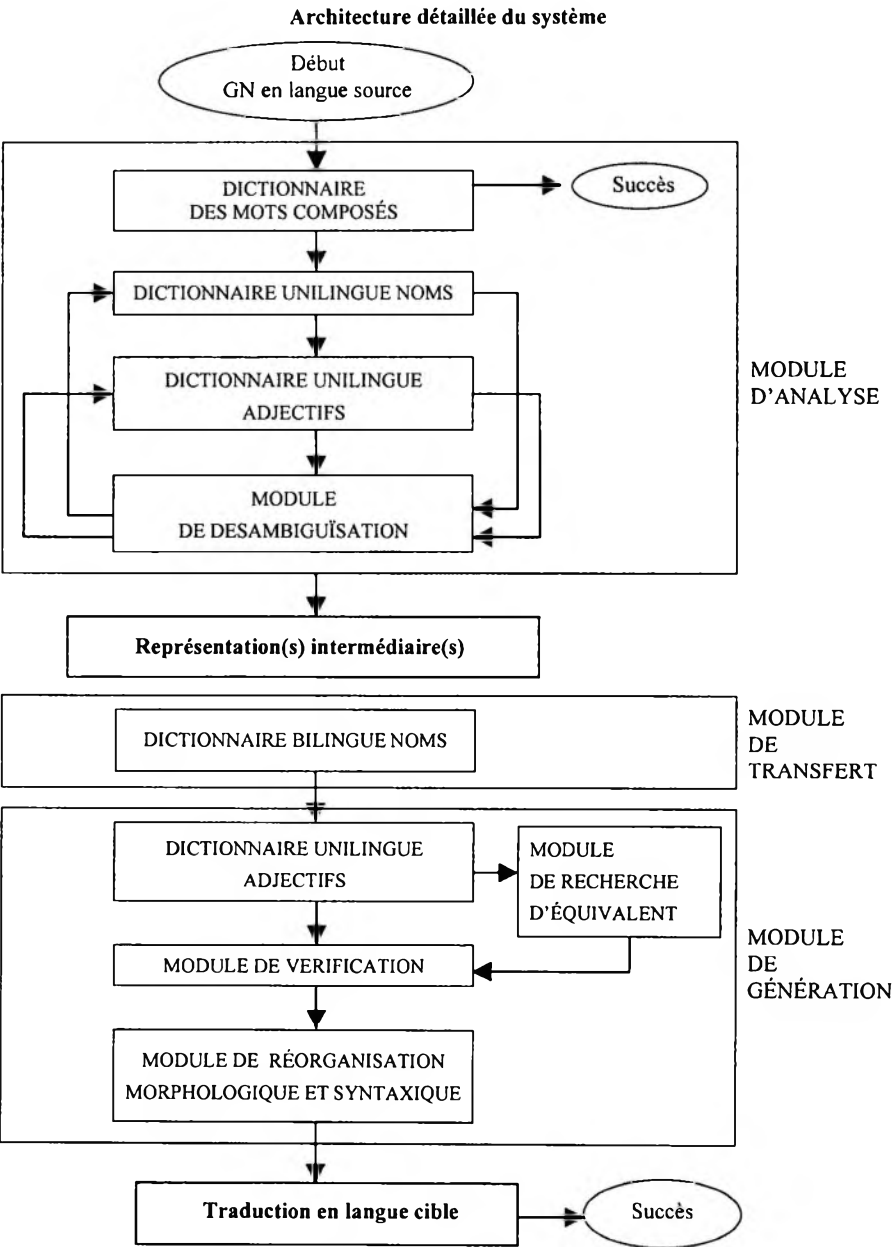 Architecture détaillée du système
Début
GN en langue source
DICTIONNAIRE
DES MOTS COMPOSÉS
Succès
DICTIONNAIRE UNILINGUE NOMS
DICTIONNAIRE UNILINGUE
ADJECTIFS
MODULE
D'ANALYSE
MODULE
DE DESAMBIGUÏSATION
Représentation(s) intermédiaire(s)
DICTIONNAIRE BILINGUE NOMS
MODULE
DE
TRANSFERT
DICTIONNAIRE UNILINGUE
ADJECTIFS
MODULE
DE RECHERCHE
D'ÉQUIVALENT
MODULE DE VERIFICATION
MODULE
DE
GÉNÉRATION
MODULE DE RÉORGANISATION
MORPHOLOGIQUE ET SYNTAXIQUE
Traduction en langue cible
Succès